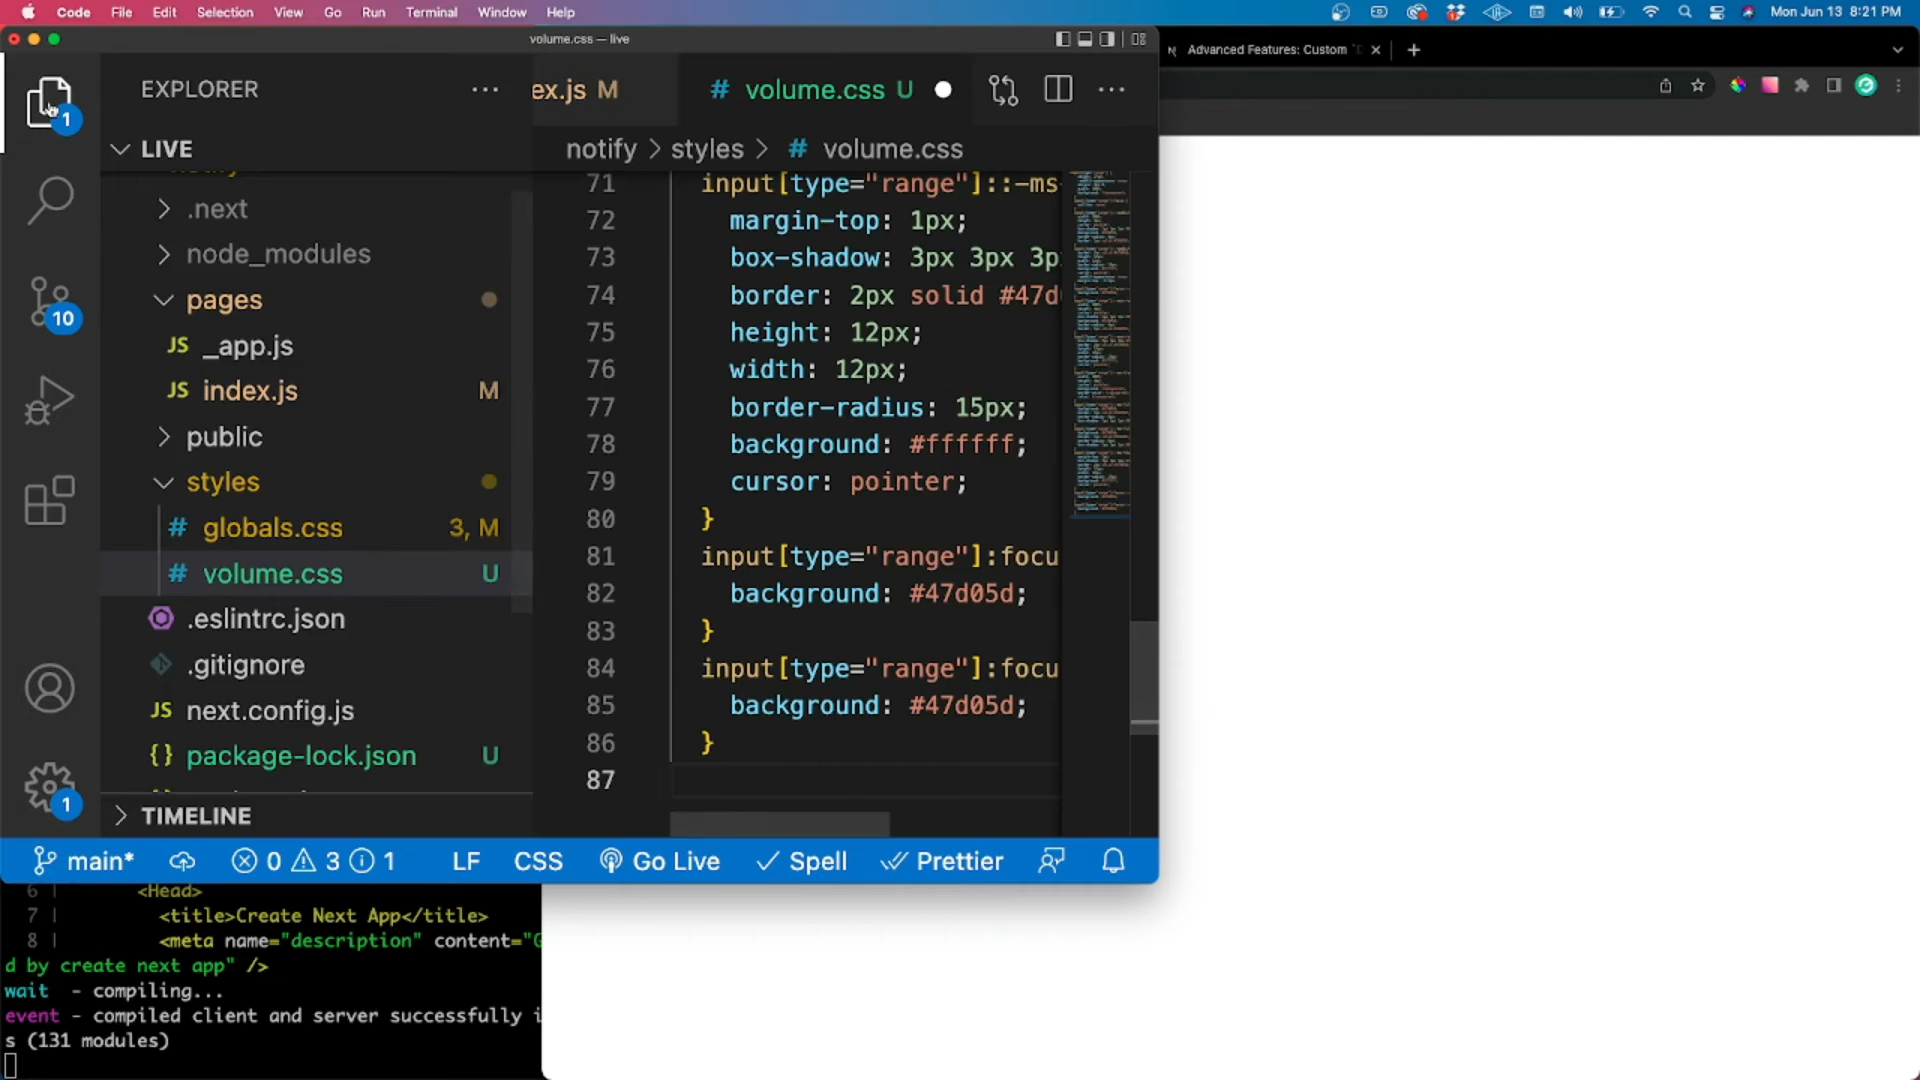 Code File Edit Selection View Go Run Terminal Window Help Mon Jun 13 8:21 PM
volume.css — live
Advanced Features: Custom
EXPLORER
ex.js M
# volume.css U
LIVE
notify > styles > # volume.css
.next
node_modules
pages
JS _app.js
JS index.js M
public
styles
# globals.css 3, M
# volume.css U
.eslintrc.json
.gitignore
JS next.config.js
{} package-lock.json U
TIMELINE
1
10
1
71 input[type="range"]::-ms
72 margin-top: 1px;
73 box-shadow: 3px 3px 3p
74 border: 2px solid #47d
75 height: 12px;
76 width: 12px;
77 border-radius: 15px;
78 background: #ffffff;
79 cursor: pointer;
80 }
81 input[type="range"]:focu
82 background: #47d05d;
83 }
84 input[type="range"]:focu
85 background: #47d05d;
86 }
87
main* 0 3 1 LF CSS Go Live Spell Prettier
6 | <Head>
7 | <title>Create Next App</title>
8 | <meta name="description" content="G
d by create next app" />
wait - compiling...
event - compiled client and server successfully i
s (131 modules)